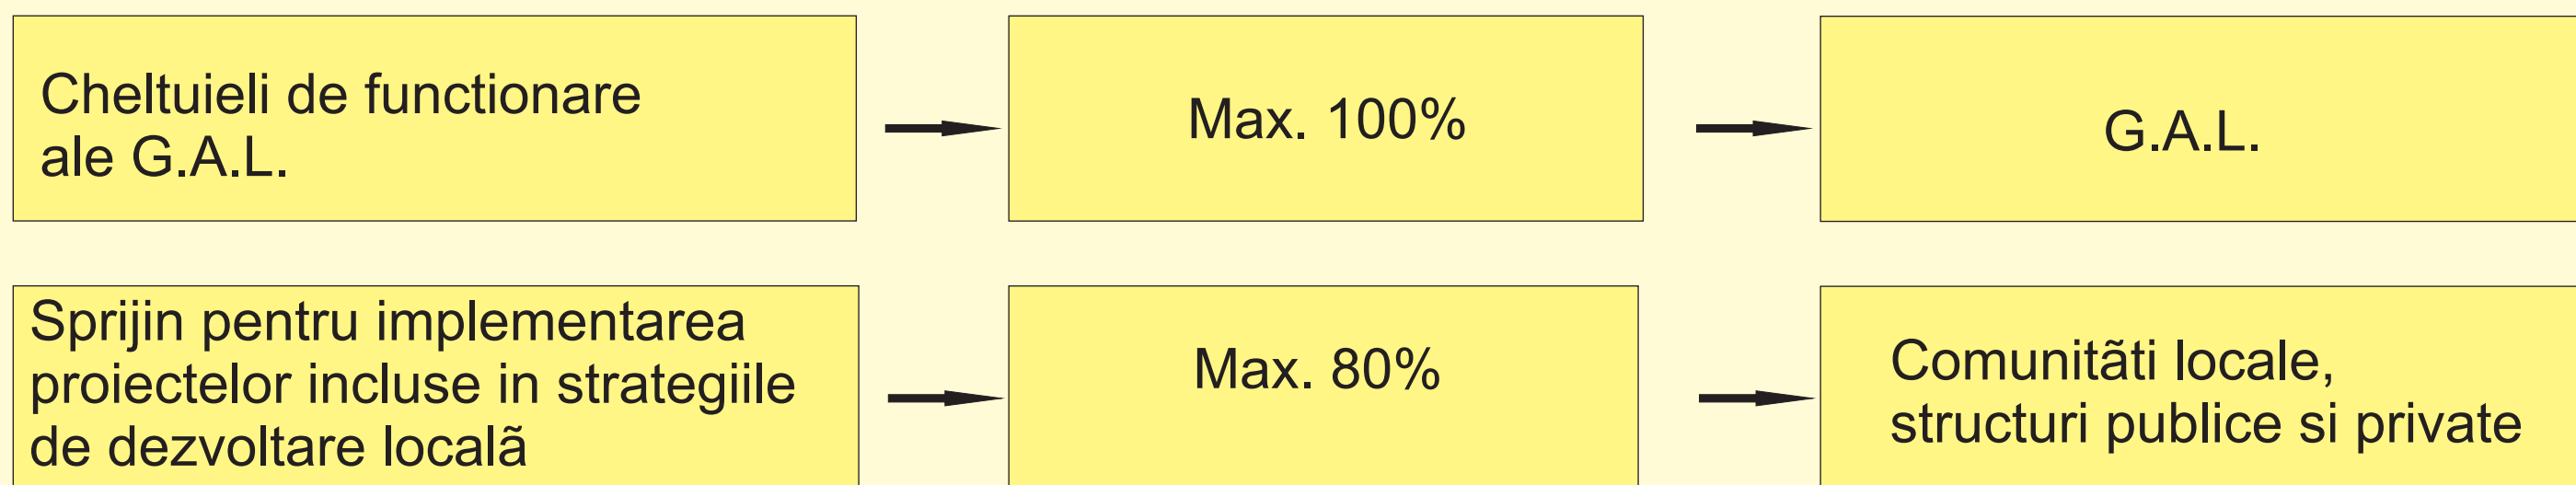 Cheltuieli de functionare
ale G.A.L.
Max. 100%
G.A.L.
Sprijin pentru implementarea
proiectelor incluse in strategiile
de dezvoltare localã
Max. 80%
Comunitãti locale,
structuri publice si private